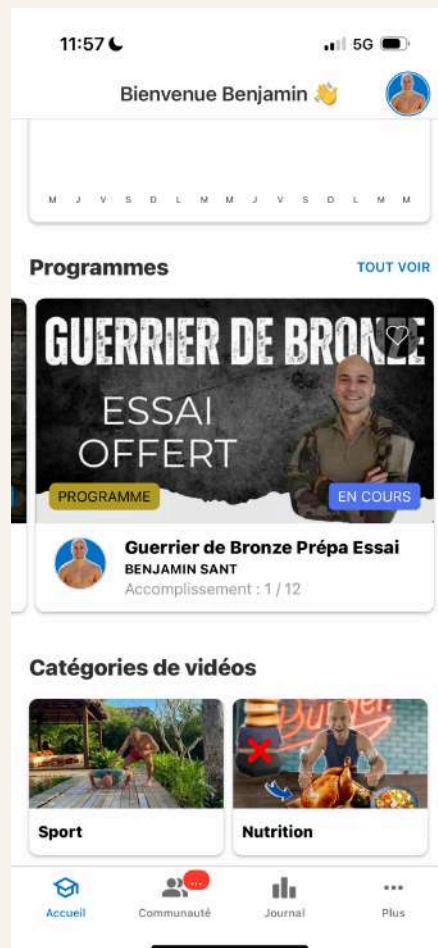 11:57
5G
Bienvenue Benjamin 👋
M J V S D L M M J V S D L M M
Programmes
TOUT VOIR
GUERRIER DE BRONZE
ESSAI
OFFERT
PROGRAMME
EN COURS
Guerrier de Bronze Prépa Essai
BENJAMIN SANT
Accomplissement : 1 / 12
Catégories de vidéos
Burger
Sport
Nutrition
...
Accueil
Communauté
Journal
Plus